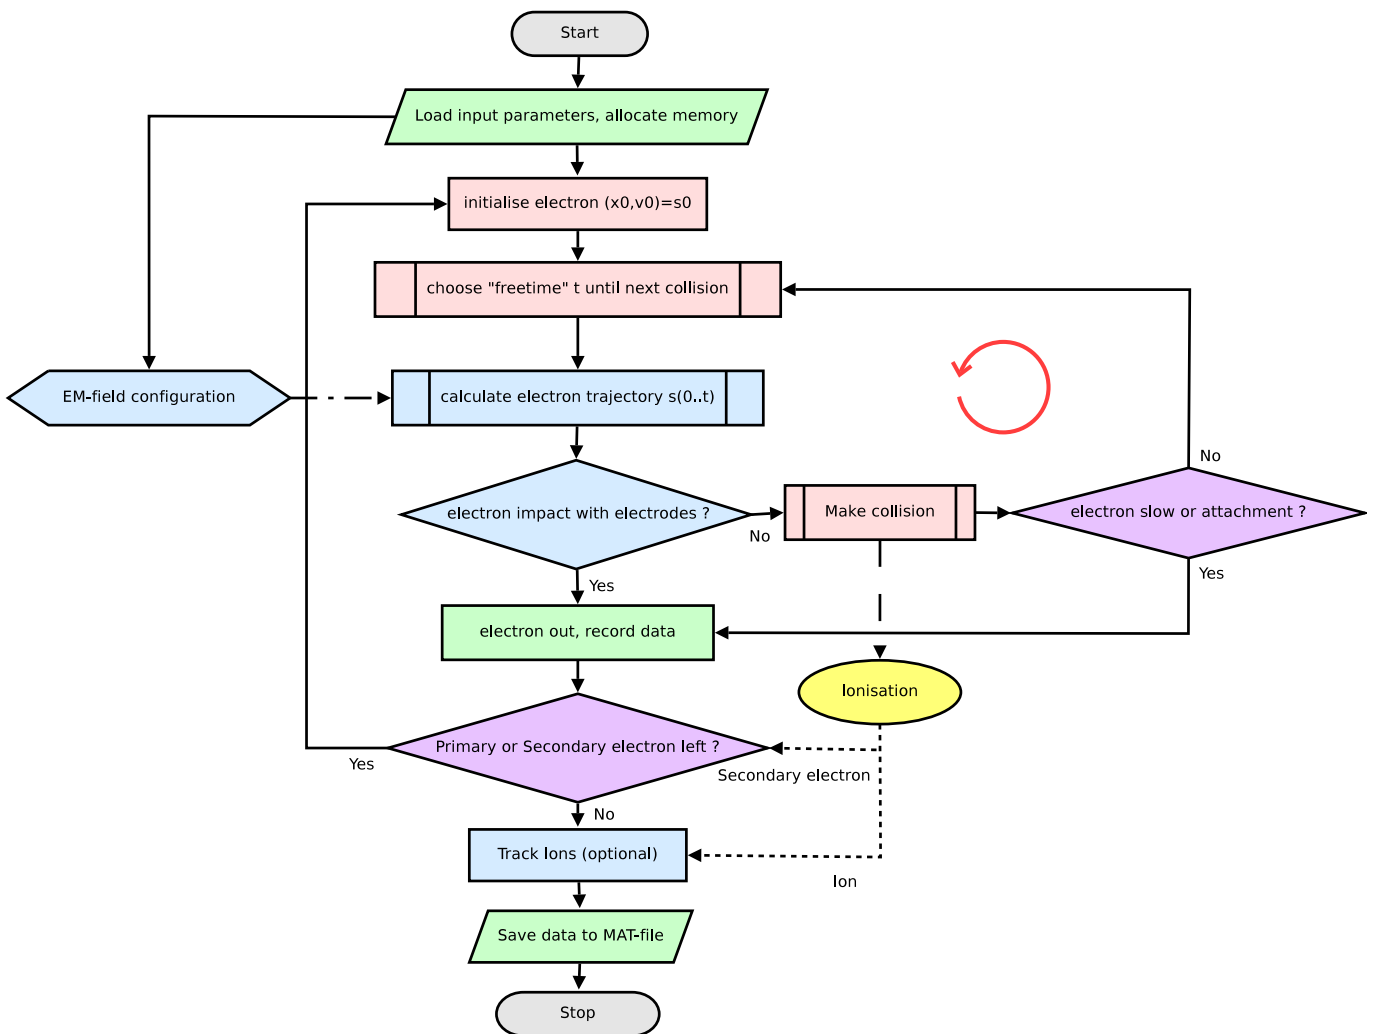 Start
Load input parameters, allocate memory
initialise electron (x0,v0)=s0
choose "freetime" t until next collision
EM-field configuration
calculate electron trajectory s(0..t)
No
electron impact with electrodes ?
No
Make collision
electron slow or attachment ?
Yes
Yes
electron out, record data
Ionisation
Primary or Secondary electron left ?
Yes
Secondary electron
No
Track Ions (optional)
Ion
Save data to MAT-file
Stop